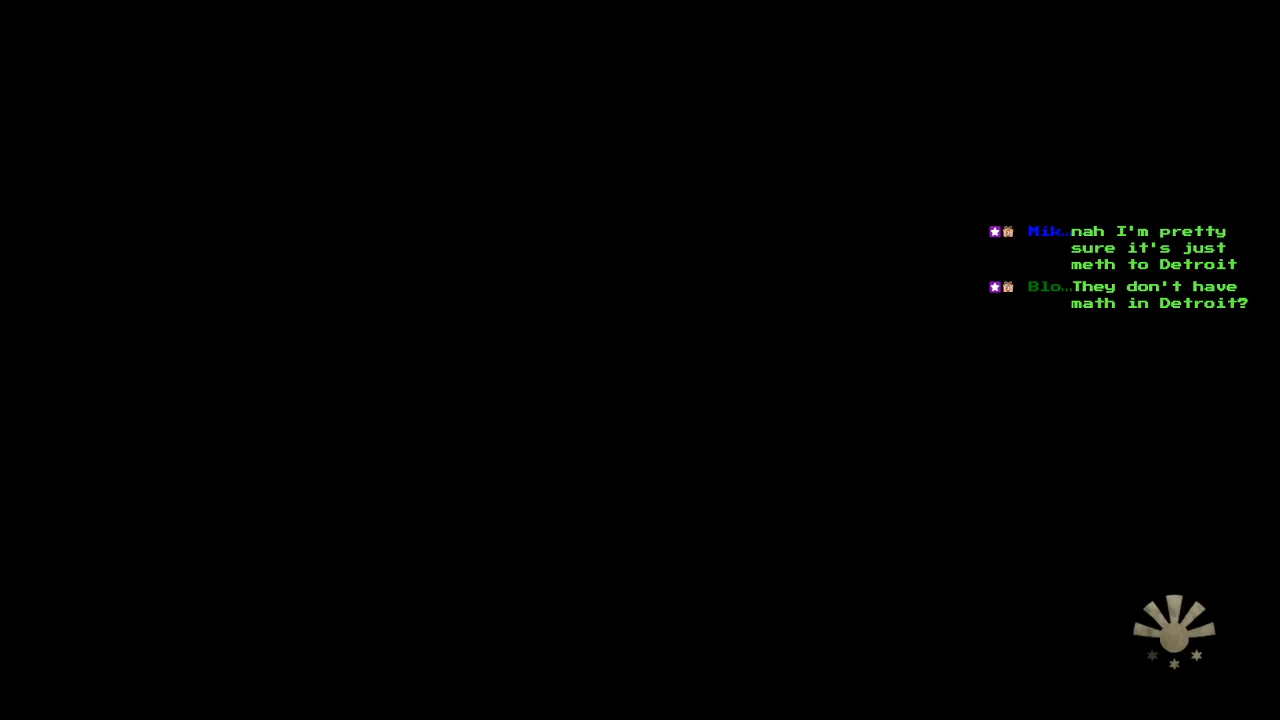 Mik…nah I'm pretty
sure it's just
meth to Detroit
Blo…They don't have
math in Detroit?